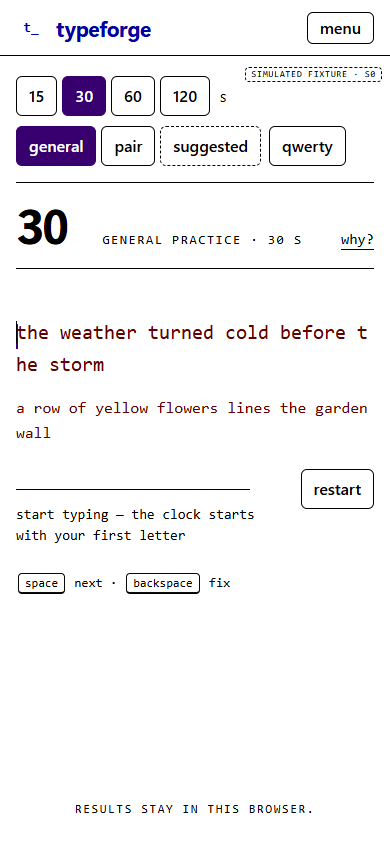 t_ typeforge menu
SIMULATED FIXTURE · S0
15 30 60 120 s
general pair suggested qwerty
30 GENERAL PRACTICE · 30 S why?
the weather turned cold before t
he storm
a row of yellow flowers lines the garden
wall
restart
start typing — the clock starts
with your first letter
space next · backspace fix
RESULTS STAY IN THIS BROWSER.